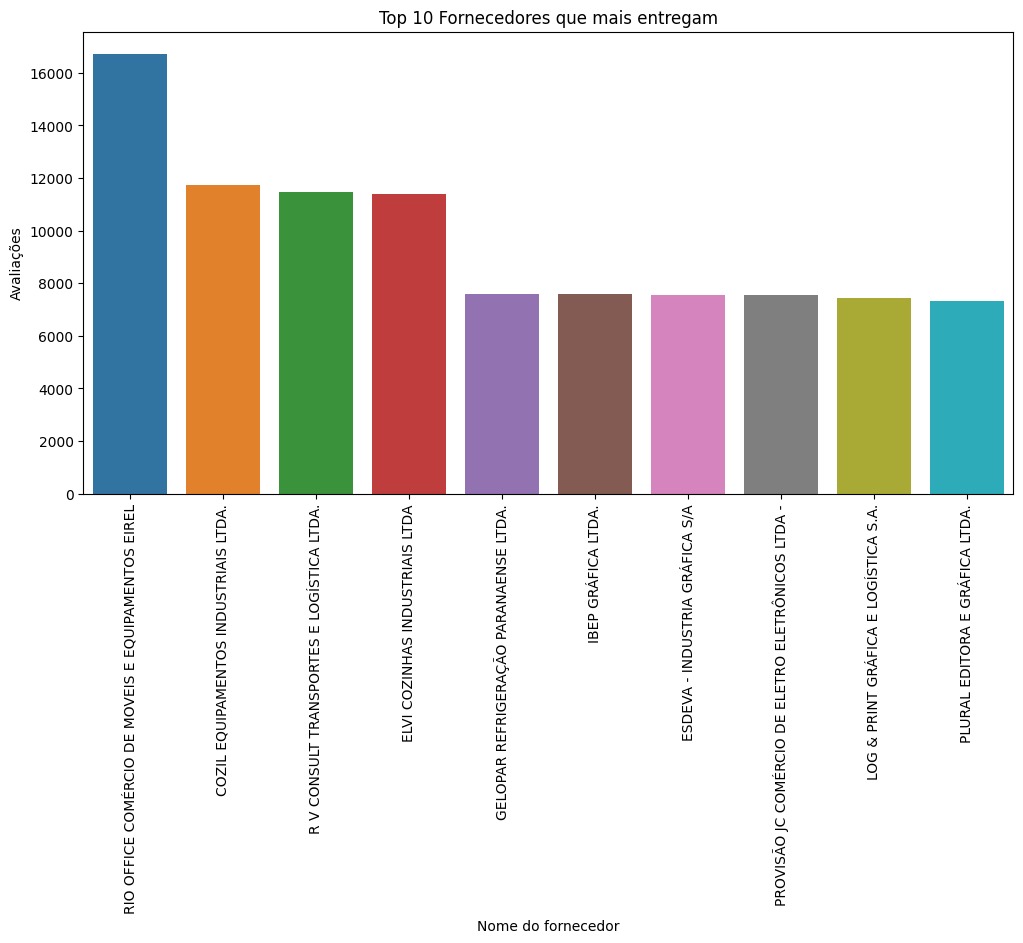 Top 10 Fornecedores que mais entregam
Avaliações
16000
14000
12000
10000
8000
6000
4000
2000
0
RIO OFFICE COMÉRCIO DE MOVEIS E EQUIPAMENTOS EIREL
COZIL EQUIPAMENTOS INDUSTRIAIS LTDA.
R V CONSULT TRANSPORTES E LOGÍSTICA LTDA.
ELVI COZINHAS INDUSTRIAIS LTDA
GELOPAR REFRIGERAÇÃO PARANAENSE LTDA.
IBEP GRÁFICA LTDA.
ESDEVA - INDUSTRIA GRÁFICA S/A
PROVISÃO JC COMÉRCIO DE ELETRO ELETRÔNICOS LTDA -
LOG & PRINT GRÁFICA E LOGÍSTICA S.A.
PLURAL EDITORA E GRÁFICA LTDA.
Nome do fornecedor